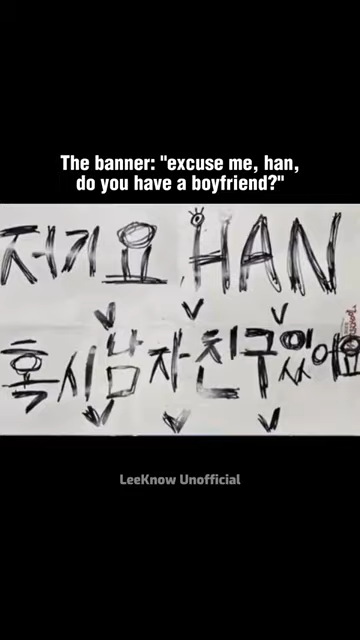 The banner: "excuse me, han,
do you have a boyfriend?"
저기요 HAN
혹시 남자친구 있어요
LeeKnow Unofficial